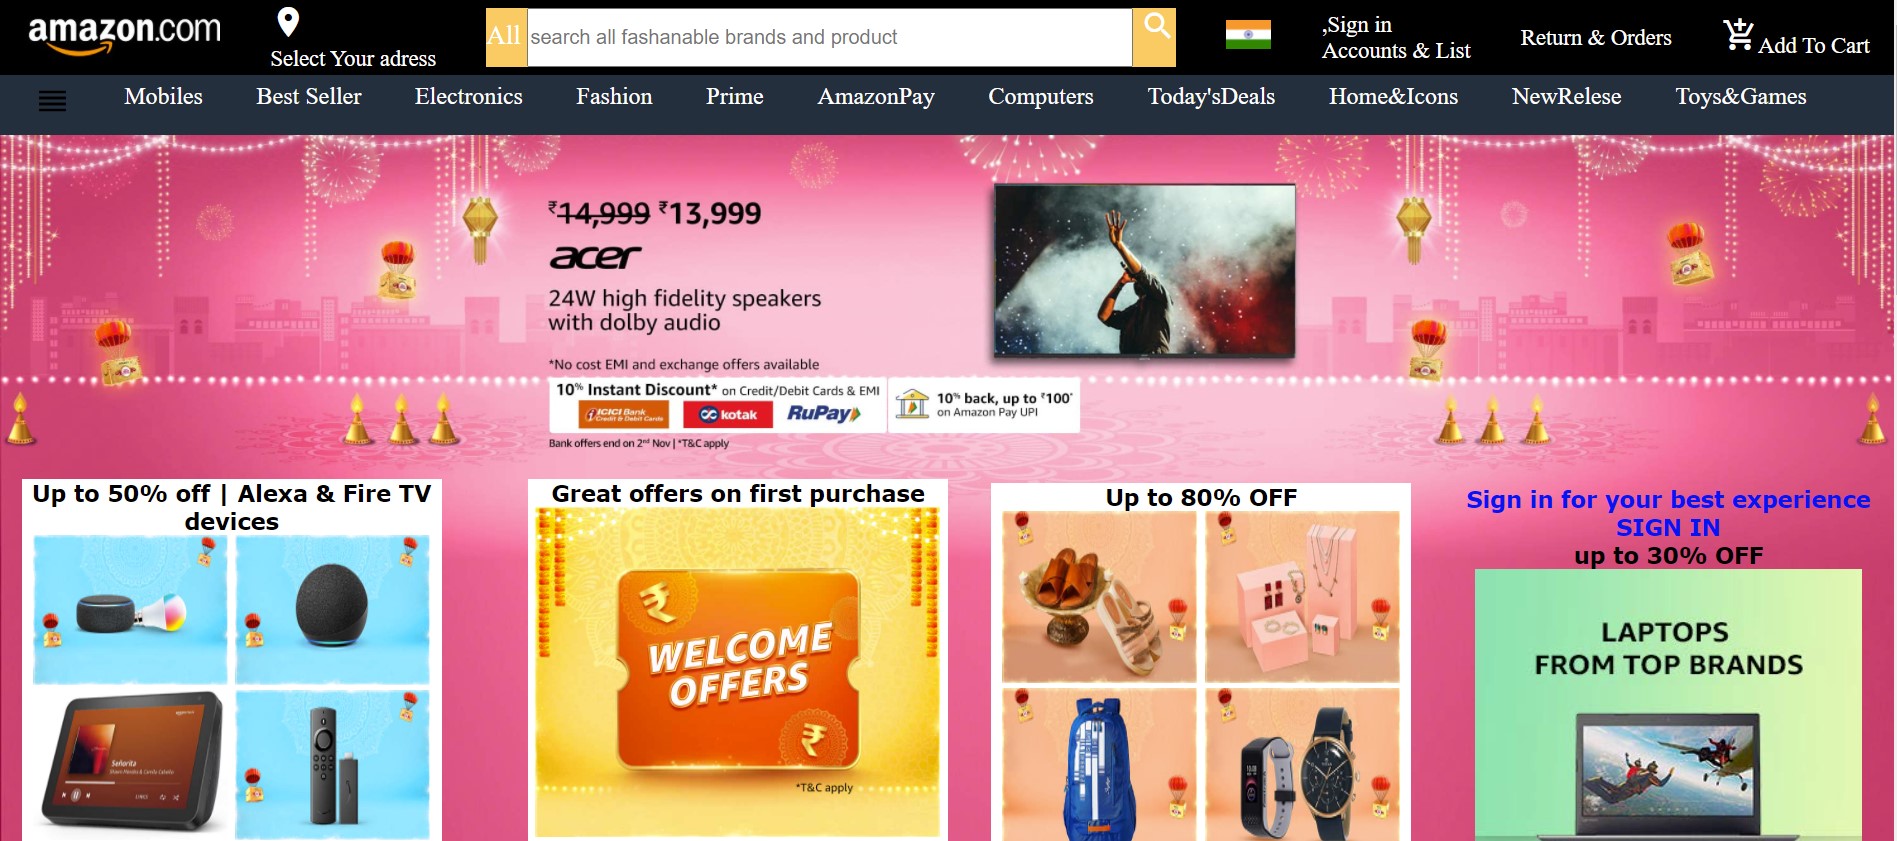 amazon.com
Select Your adress
All
search all fashanable brands and product
,Sign in
Accounts & List
Return & Orders
Add To Cart
Mobiles
Best Seller
Electronics
Fashion
Prime
AmazonPay
Computers
Today'sDeals
Home&Icons
NewRelese
Toys&Games
₹14,999 ₹13,999
acer
24W high fidelity speakers
with dolby audio
*No cost EMI and exchange offers available
10% Instant Discount* on Credit/Debit Cards & EMI
ICICI Bank
Credit & Debit Cards
kotak
RuPay
10% back, up to ₹100*
on Amazon Pay UPI
Bank offers end on 2nd Nov | *T&C apply
Up to 50% off | Alexa & Fire TV
devices
Señorita
Shawn Mendes & Camila Cabello
LYRICS
Great offers on first purchase
₹
WELCOME
OFFERS
₹
*T&C apply
Up to 80% OFF
Sign in for your best experience
SIGN IN
up to 30% OFF
LAPTOPS
FROM TOP BRANDS